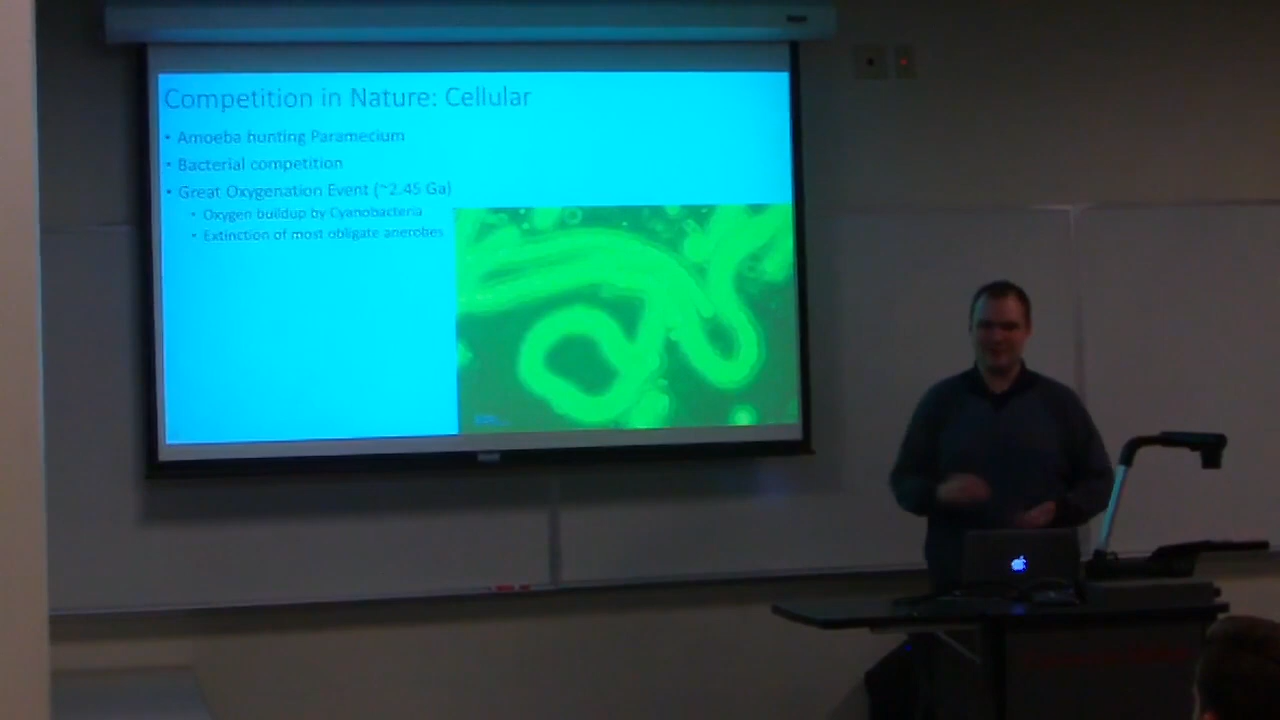 Competition in Nature: Cellular
• Amoeba hunting Paramecium
• Bacterial competition
• Great Oxygenation Event (~2.45 Ga)
• Oxygen buildup by Cyanobacteria
• Extinction of most obligate anerobes